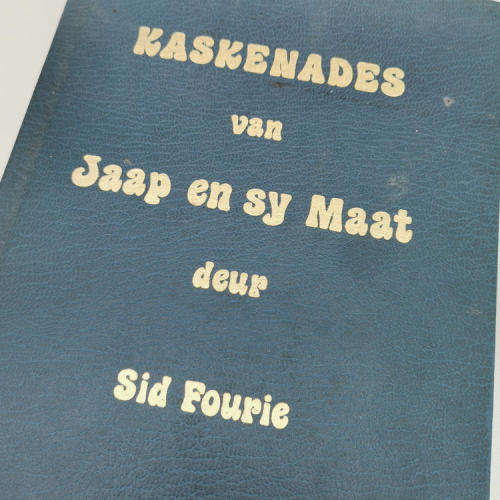 KASKENADES
van
Jaap en sy Maat
deur
Sid Fourie